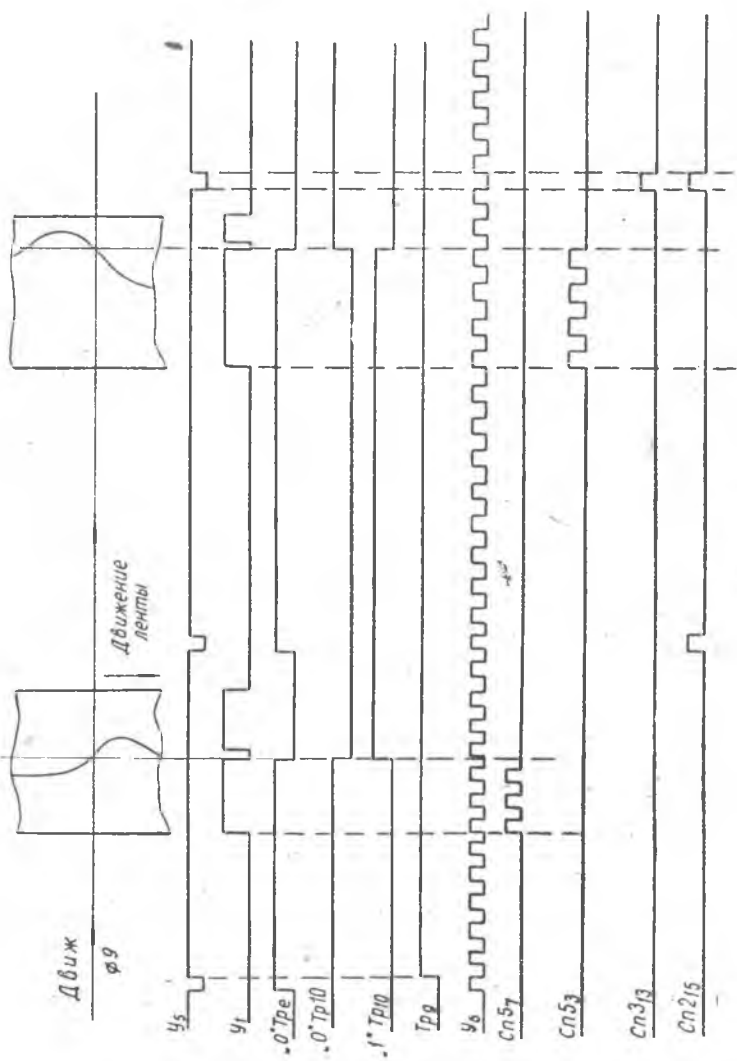 Движ
φ9
Движение
ленты
У5
У1
„0" Тре
„0" Тр10
„1" Тр10
Тр9
У6
Сп57
Сп53
Сп313
Сп215